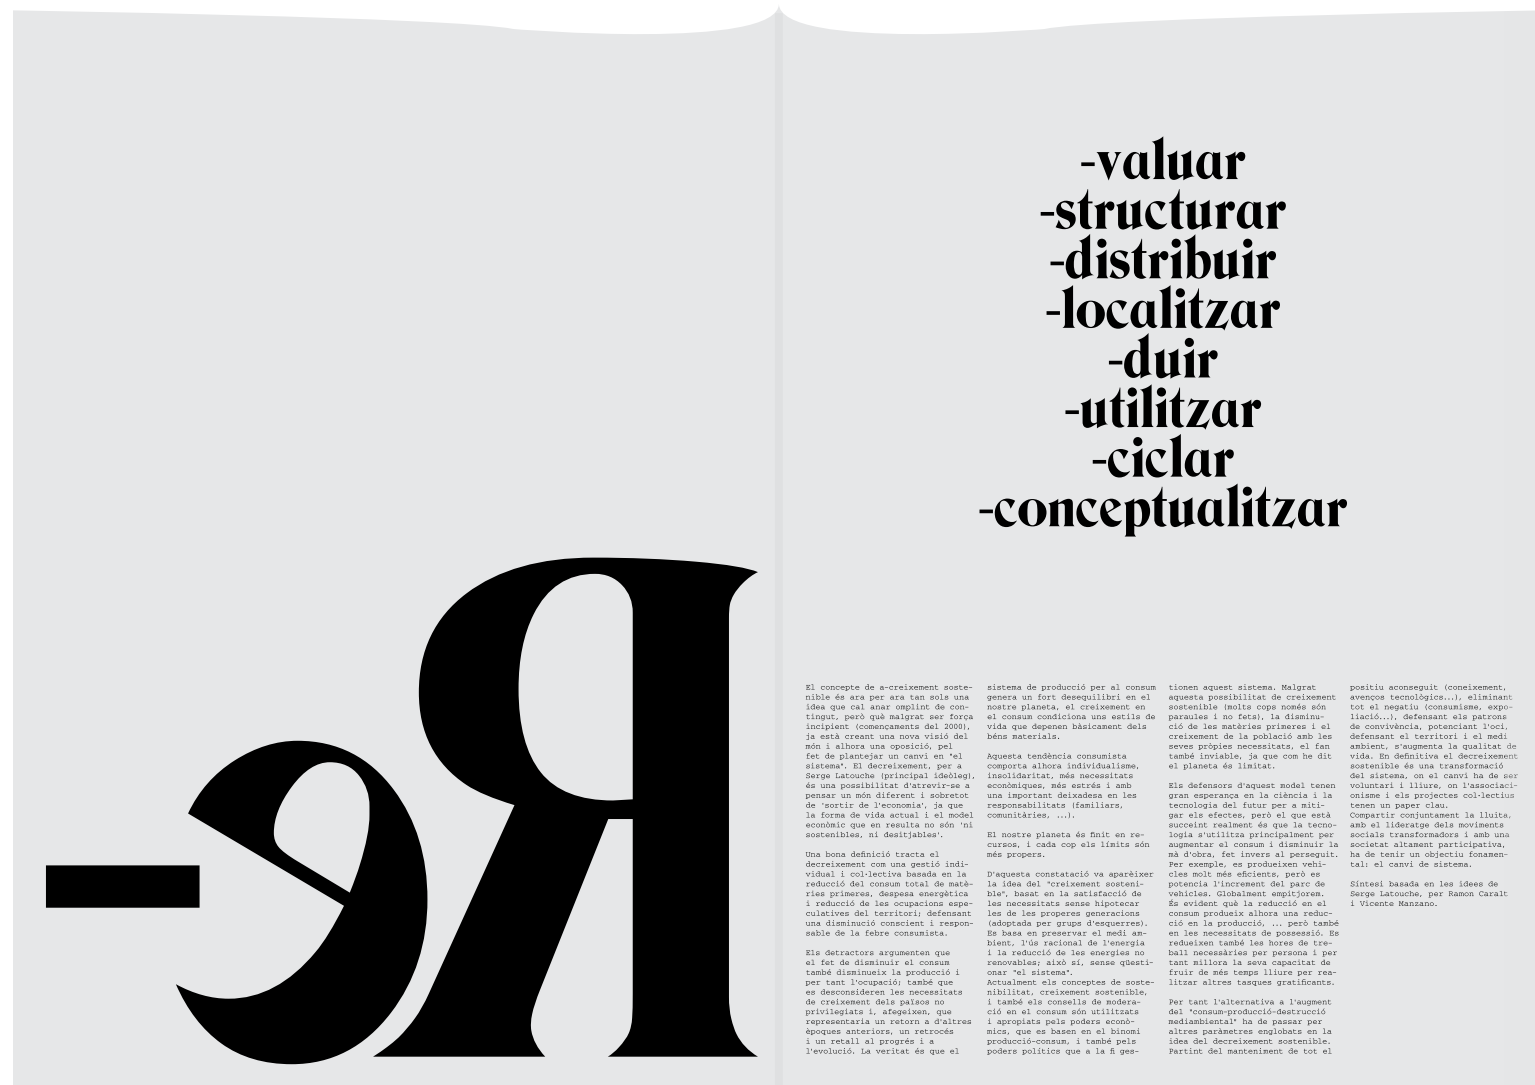 Re-
-valuar
-structurar
-distribuir
-localitzar
-duir
-utilitzar
-ciclar
-conceptualitzar
El concepte de a-creixement soste-
nible és ara per ara tan sols una
idea que cal anar omplint de con-
tingut, però què malgrat ser força
incipient (començaments del 2000),
ja està creant una nova visió del
món i alhora una oposició, pel
fet de plantejar un canvi en "el
sistema". El decreixement, per a
Serge Latouche (principal ideòleg),
és una possibilitat d'atrevir-se a
pensar un món diferent i sobretot
de 'sortir de l'economia', ja que
la forma de vida actual i el model
econòmic que en resulta no són 'ni
sostenibles, ni desitjables'.
Una bona definició tracta el
decreixement com una gestió indi-
vidual i col·lectiva basada en la
reducció del consum total de matè-
ries primeres, despesa energètica
i reducció de les ocupacions espe-
culatives del territori; defensant
una disminució conscient i respon-
sable de la febre consumista.
Els detractors argumenten que
el fet de disminuir el consum
també disminueix la producció i
per tant l'ocupació; també que
es desconsideren les necessitats
de creixement dels països no
privilegiats i, afegeixen, que
representaria un retorn a d'altres
èpoques anteriors, un retrocés
i un retall al progrés i a
l'evolució. La veritat és que el
sistema de producció per al consum
genera un fort desequilibri en el
nostre planeta, el creixement en
el consum condiciona uns estils de
vida que depenen bàsicament dels
béns materials.
Aquesta tendència consumista
comporta alhora individualisme,
insolidaritat, més necessitats
econòmiques, més estrés i amb
una important deixadesa en les
responsabilitats (familiars,
comunitàries, ...).
El nostre planeta és finit en re-
cursos, i cada cop els límits són
més propers.
D'aquesta constatació va aparèixer
la idea del "creixement sosteni-
ble", basat en la satisfacció de
les necessitats sense hipotecar
les de les properes generacions
(adoptada per grups d'esquerres).
Es basa en preservar el medi am-
bient, l'ús racional de l'energia
i la reducció de les energies no
renovables; això sí, sense qüesti-
onar "el sistema".
Actualment els conceptes de soste-
nibilitat, creixement sostenible,
i també els consells de modera-
ció en el consum són utilitzats
i apropiats pels poders econò-
mics, que es basen en el binomi
producció-consum, i també pels
poders polítics que a la fi ges-
tionen aquest sistema. Malgrat
aquesta possibilitat de creixement
sostenible (molts cops només són
paraules i no fets), la disminu-
ció de les matèries primeres i el
creixement de la població amb les
seves pròpies necessitats, el fan
també inviable, ja que com he dit
el planeta és limitat.
Els defensors d'aquest model tenen
gran esperança en la ciència i la
tecnologia del futur per a miti-
gar els efectes, però el que està
succeint realment és que la tecno-
logia s'utilitza principalment per
augmentar el consum i disminuir la
mà d'obra, fet invers al perseguit.
Per exemple, es produeixen vehi-
cles molt més eficients, però es
potencia l'increment del parc de
vehicles. Globalment empitjorem.
És evident què la reducció en el
consum produeix alhora una reduc-
ció en la producció, ... però també
en les necessitats de possessió. Es
redueixen també les hores de tre-
ball necessàries per persona i per
tant millora la seva capacitat de
fruir de més temps lliure per rea-
litzar altres tasques gratificants.
Per tant l'alternativa a l'augment
del "consum-producció-destrucció
mediambiental" ha de passar per
altres paràmetres englobats en la
idea del decreixement sostenible.
Partint del manteniment de tot el
positiu aconseguit (coneixement,
avenços tecnològics...), eliminant
tot el negatiu (consumisme, expo-
liació...), defensant els patrons
de convivència, potenciant l'oci,
defensant el territori i el medi
ambient, s'augmenta la qualitat de
vida. En definitiva el decreixement
sostenible és una transformació
del sistema, on el canvi ha de ser
voluntari i lliure, on l'associaci-
onisme i els projectes col·lectius
tenen un paper clau.
Compartir conjuntament la lluita,
amb el lideratge dels moviments
socials transformadors i amb una
societat altament participativa,
ha de tenir un objectiu fonamen-
tal: el canvi de sistema.
Síntesi basada en les idees de
Serge Latouche, per Ramon Caralt
i Vicente Manzano.